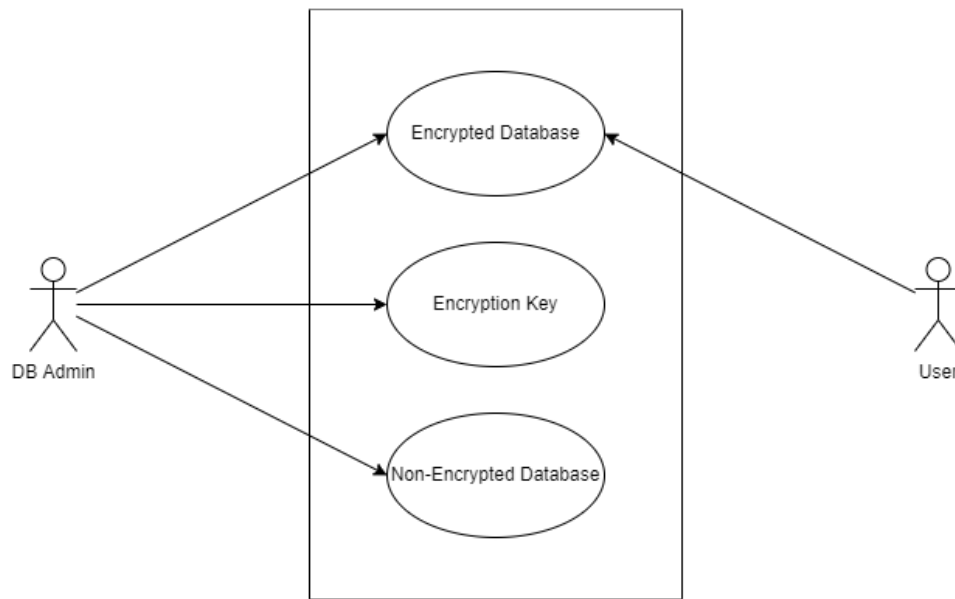 Encrypted Database
Encryption Key
DB Admin
User
Non-Encrypted Database